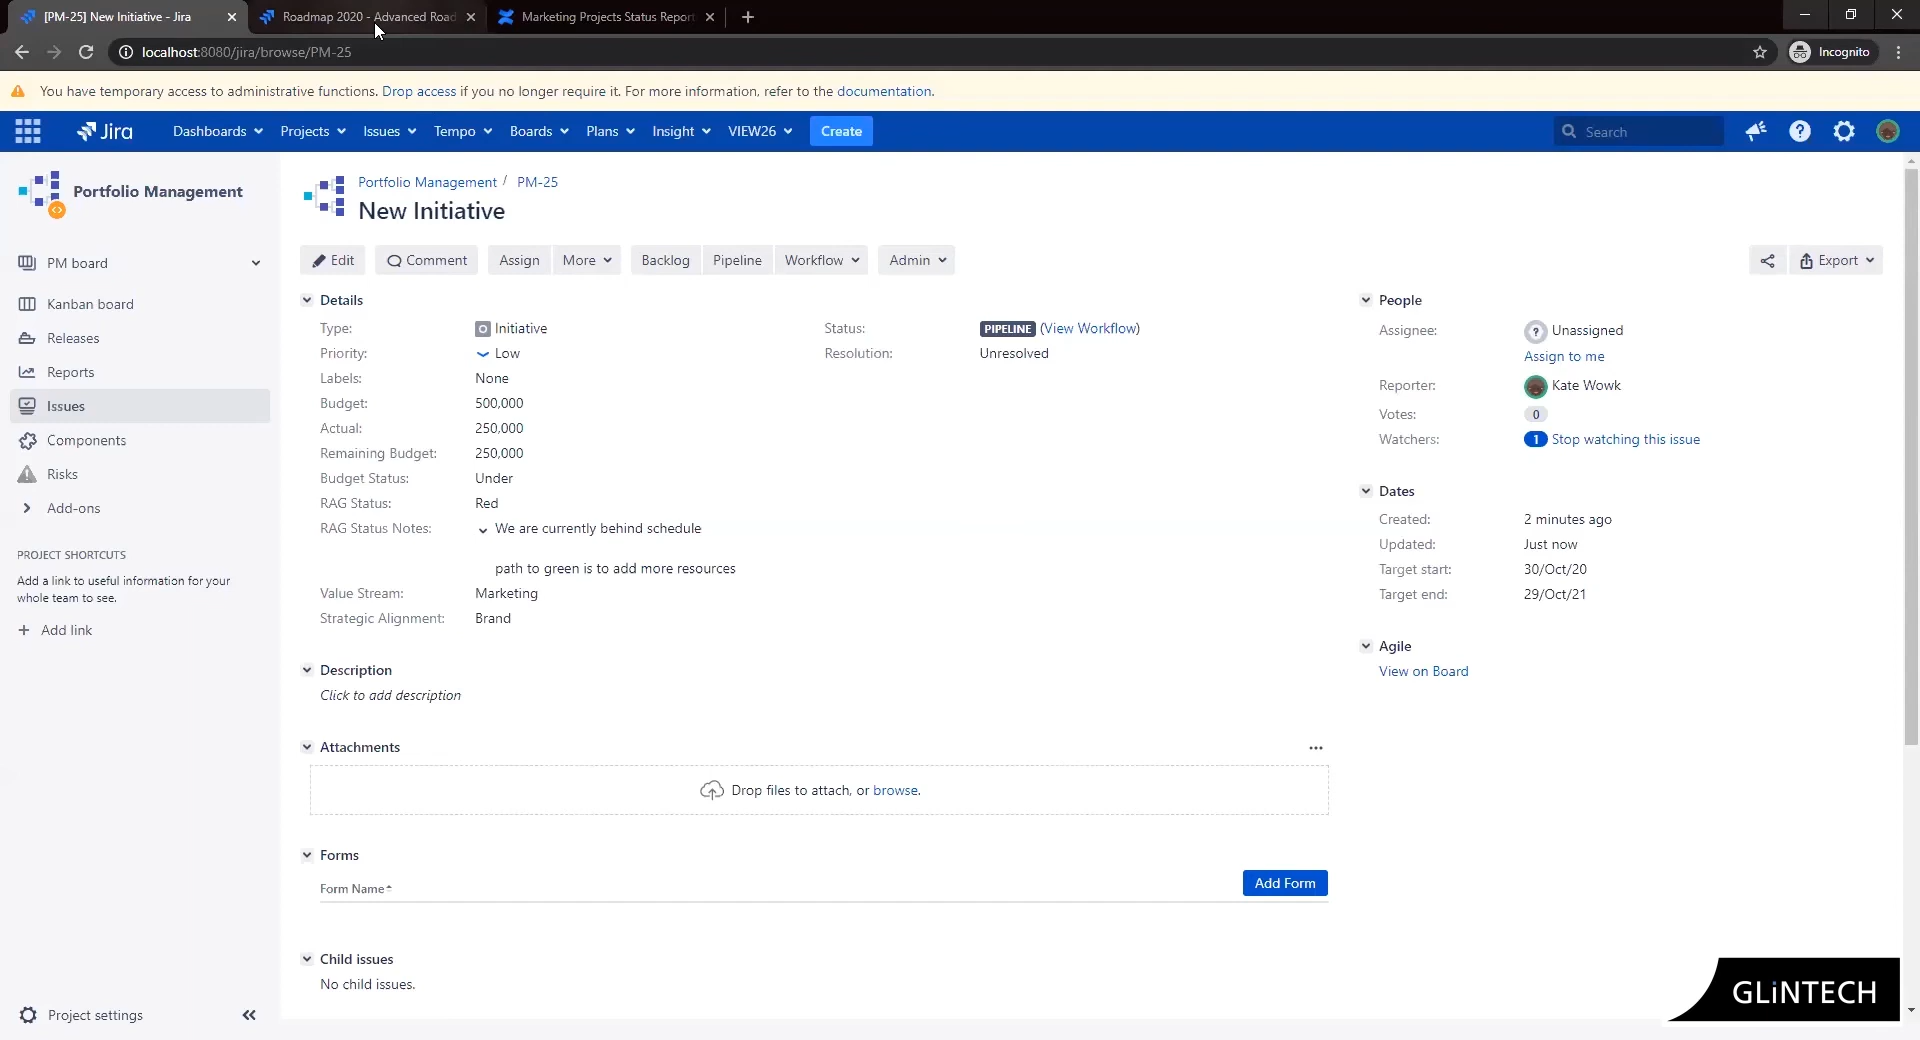 [PM-25] New Initiative - Jira
Roadmap 2020 - Advanced Road
Marketing Projects Status Report
localhost:8080/jira/browse/PM-25
Incognito
You have temporary access to administrative functions. Drop access if you no longer require it. For more information, refer to the documentation.
Jira
Dashboards
Projects
Issues
Tempo
Boards
Plans
Insight
VIEW26
Create
Search
Portfolio Management
PM board
Kanban board
Releases
Reports
Issues
Components
Risks
Add-ons
PROJECT SHORTCUTS
Add a link to useful information for your
whole team to see.
+ Add link
Project settings
Portfolio Management / PM-25
New Initiative
Edit
Comment
Assign
More
Backlog
Pipeline
Workflow
Admin
Export
Details
Type: Initiative
Priority: Low
Labels: None
Budget: 500,000
Actual: 250,000
Remaining Budget: 250,000
Budget Status: Under
RAG Status: Red
RAG Status Notes: We are currently behind schedule
path to green is to add more resources
Value Stream: Marketing
Strategic Alignment: Brand
Status: PIPELINE (View Workflow)
Resolution: Unresolved
Description
Click to add description
Attachments
Drop files to attach, or browse.
Forms
Form Name
Add Form
Child issues
No child issues.
People
Assignee: Unassigned
Assign to me
Reporter: Kate Wowk
Votes: 0
Watchers: 1 Stop watching this issue
Dates
Created: 2 minutes ago
Updated: Just now
Target start: 30/Oct/20
Target end: 29/Oct/21
Agile
View on Board
GLiNTECH